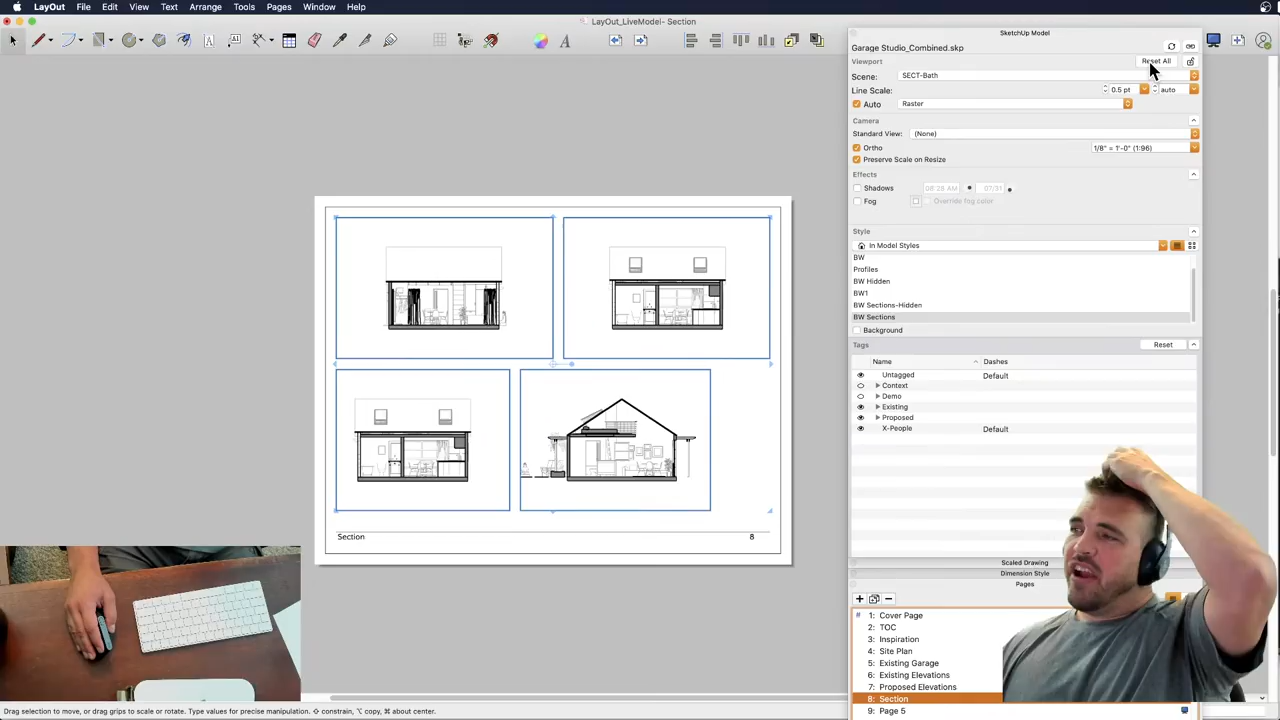 LayOut File Edit View Text Arrange Tools Pages Window Help
LayOut_LiveModel- Section
SketchUp Model
Garage Studio_Combined.skp
Viewport
Reset All
Scene: SECT-Bath
Line Scale: 0.5 pt auto
Auto Raster
Camera
Standard View: (None)
Ortho 1/8" = 1'-0" (1:96)
Preserve Scale on Resize
Effects
Shadows 08:28 AM 07/31
Fog Override fog color
Style
In Model Styles
BW
Profiles
BW Hidden
BW1
BW Sections-Hidden
BW Sections
Background
Tags Reset
Name Dashes
Untagged Default
Context
Demo
Existing
Proposed
X-People Default
Section 8
Scaled Drawing
Dimension Style
Pages
# 1: Cover Page
2: TOC
3: Inspiration
4: Site Plan
5: Existing Garage
6: Existing Elevations
7: Proposed Elevations
8: Section
9: Page 5
Drag selection to move, or drag grips to scale or rotate. Type values for precise manipulation. ⇧ constrain, ⌥ copy, ⌘ about center.